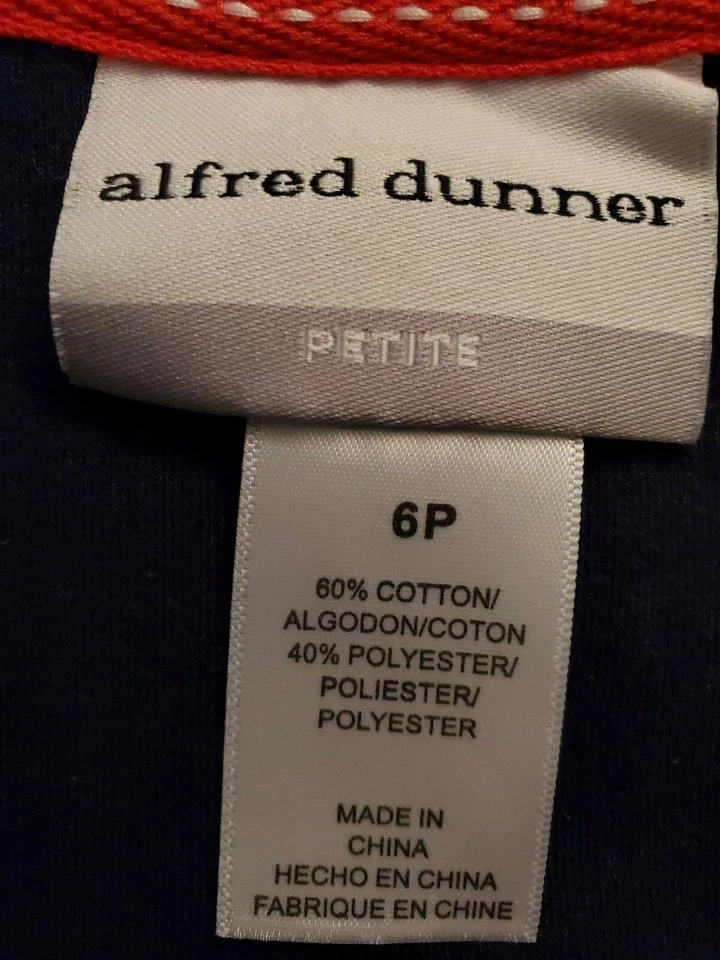 alfred dunner
PETITE
6P
60% COTTON/
ALGODON/COTON
40% POLYESTER/
POLIESTER/
POLYESTER
MADE IN
CHINA
HECHO EN CHINA
FABRIQUE EN CHINE